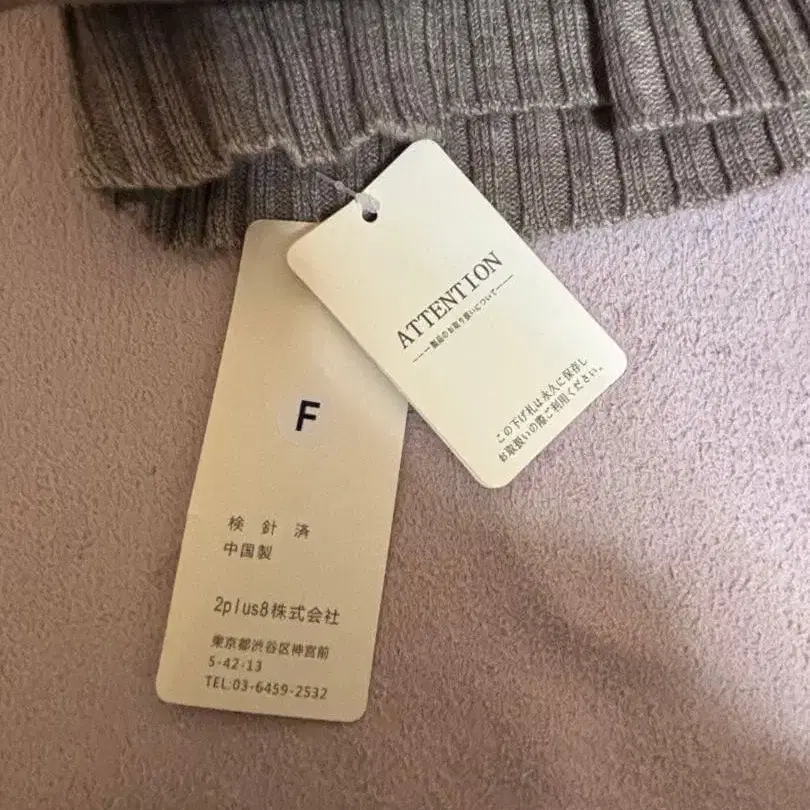 ATTENTION
——製品のお取り扱いについて——
この下げ札は永久に保存し
お取扱いの際ご利用ください。
F
検 針 済
中国製
2plus8株式会社
東京都渋谷区神宮前
5-42-13
TEL:03-6459-2532